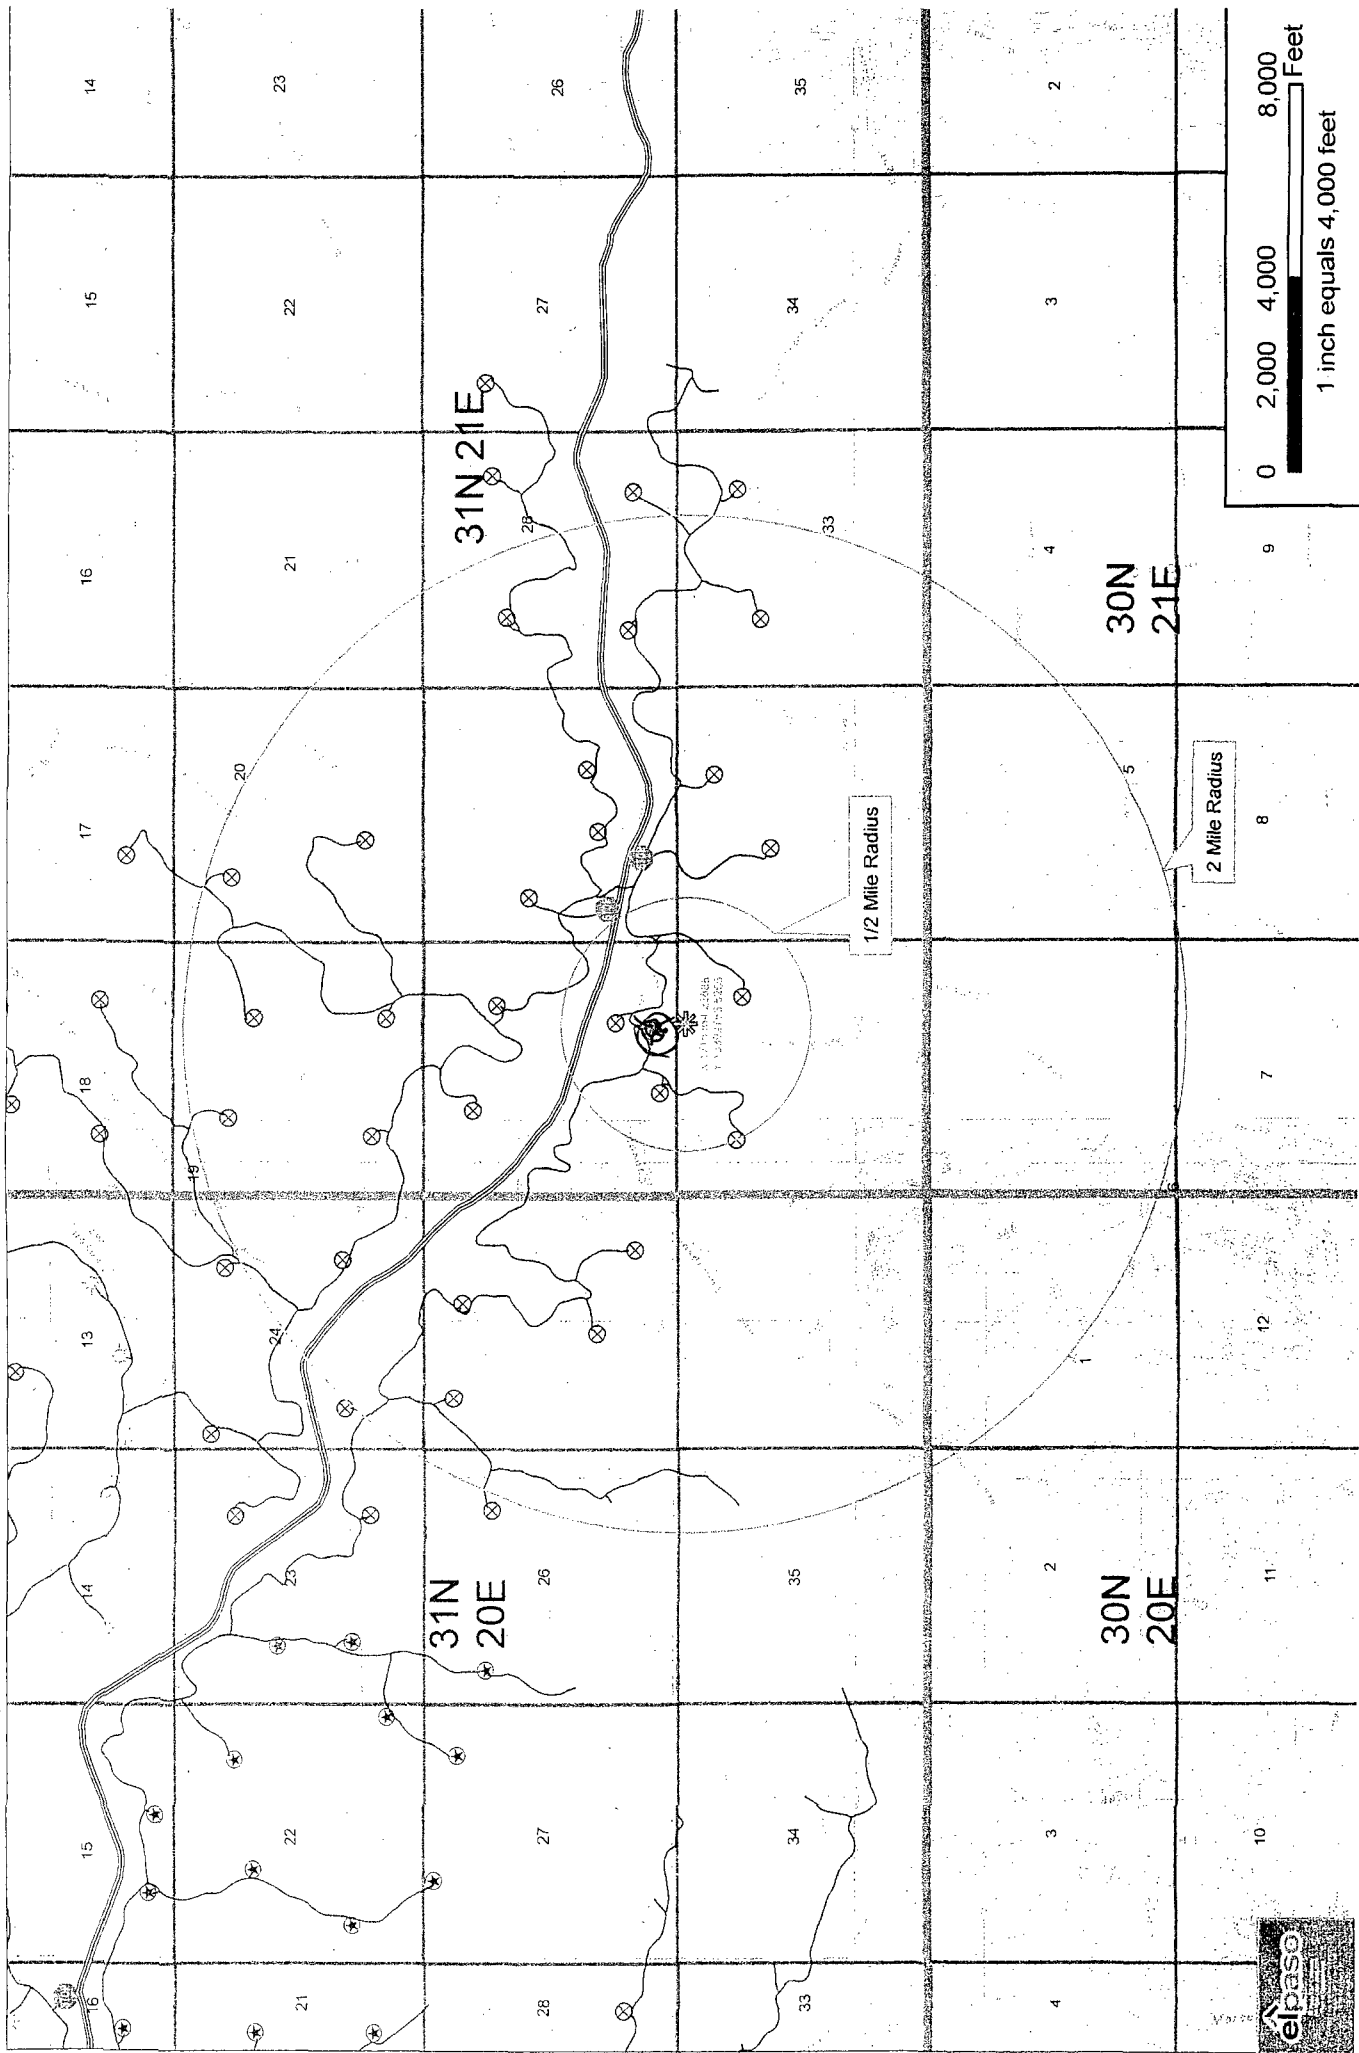 16 15 14 13 18 17 16 15 14
21 22 23 24 19 20 21 22 23
31N
20E
31N 21E
28 27 26 28 27 26
33 34 35 33 34 35
1/2 Mile Radius
4 3 2 1 6 5 4 3 2
30N
20E
30N
21E
2 Mile Radius
10 11 12 7 8 9
elpaso
0 2,000 4,000 8,000
Feet
1 inch equals 4,000 feet